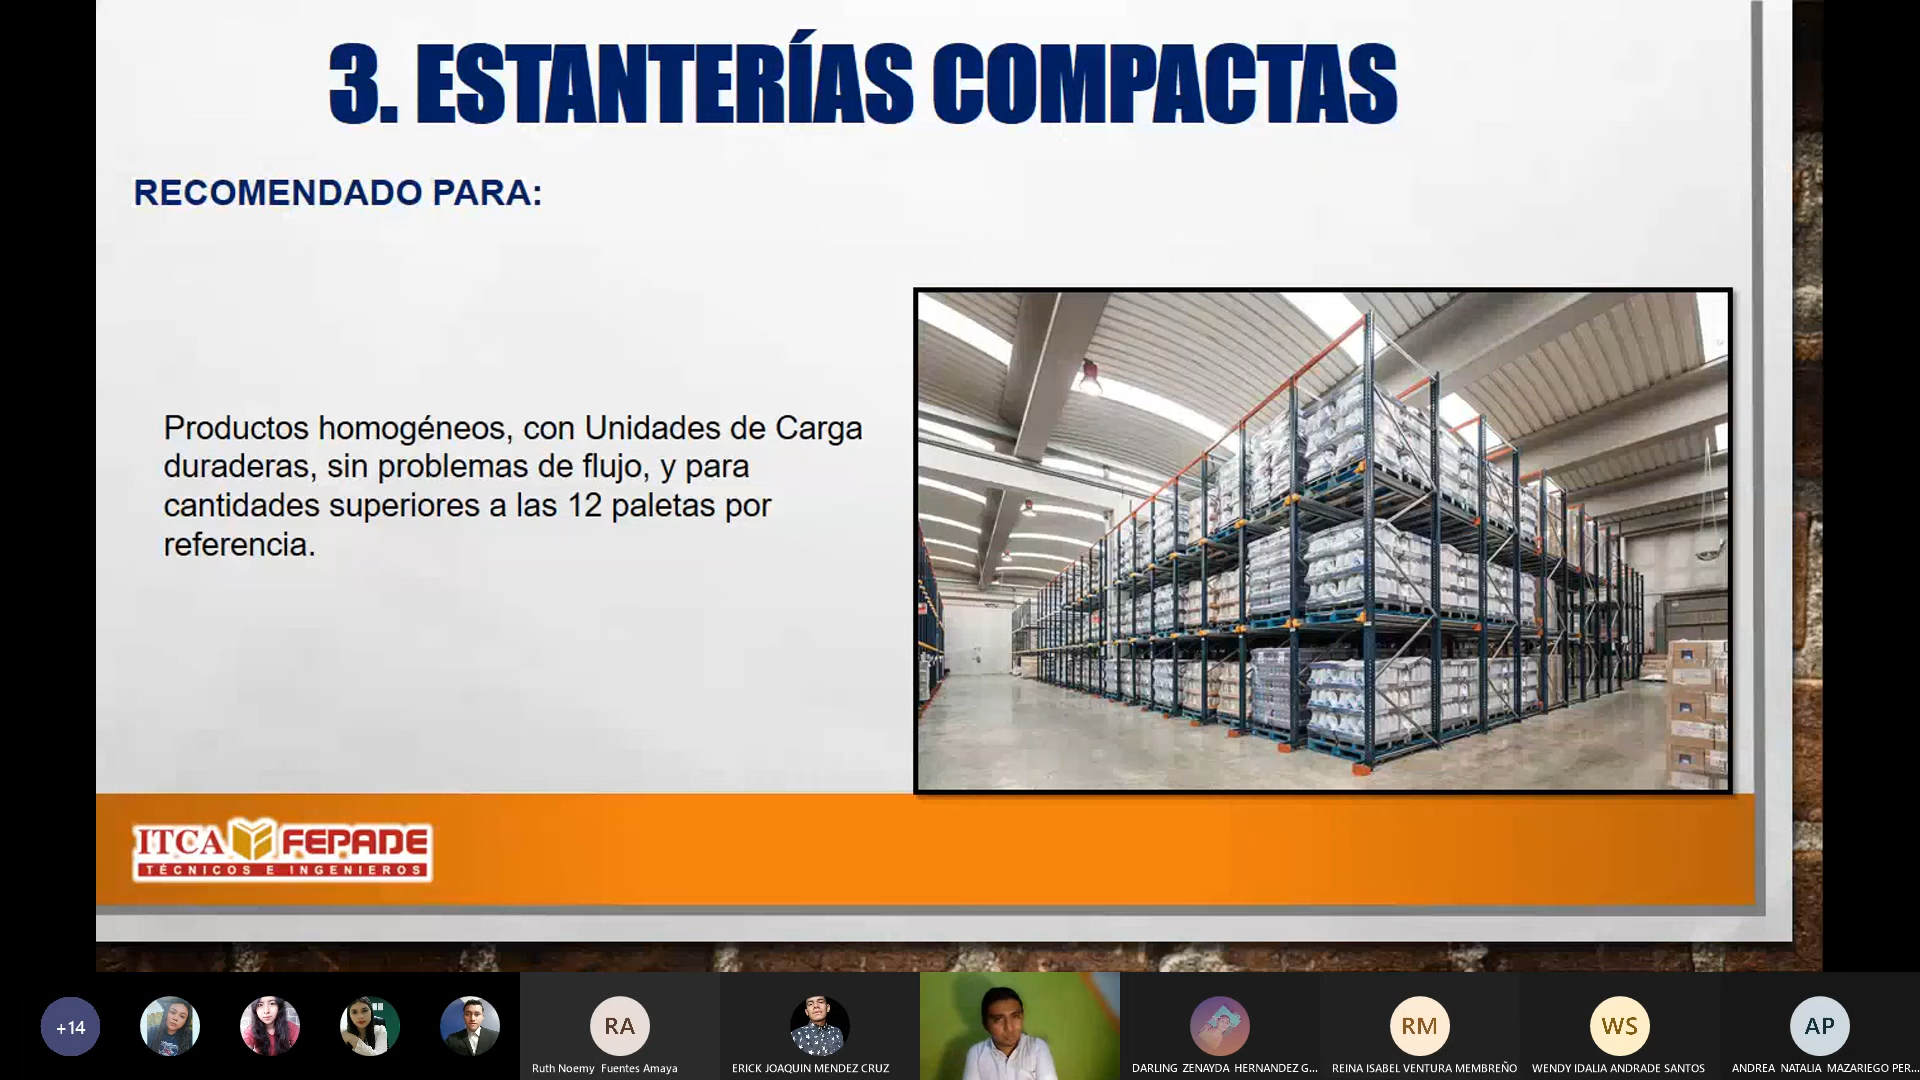 3. ESTANTERÍAS COMPACTAS
RECOMENDADO PARA:
Productos homogéneos, con Unidades de Carga
duraderas, sin problemas de flujo, y para
cantidades superiores a las 12 paletas por
referencia.
ITCA FEPADE
TÉCNICOS E INGENIEROS
+14
RA
Ruth Noemy Fuentes Amaya
ERICK JOAQUIN MENDEZ CRUZ
DARLING ZENAYDA HERNANDEZ G...
RM
REINA ISABEL VENTURA MEMBREÑO
WS
WENDY IDALIA ANDRADE SANTOS
AP
ANDREA NATALIA MAZARIEGO PER...